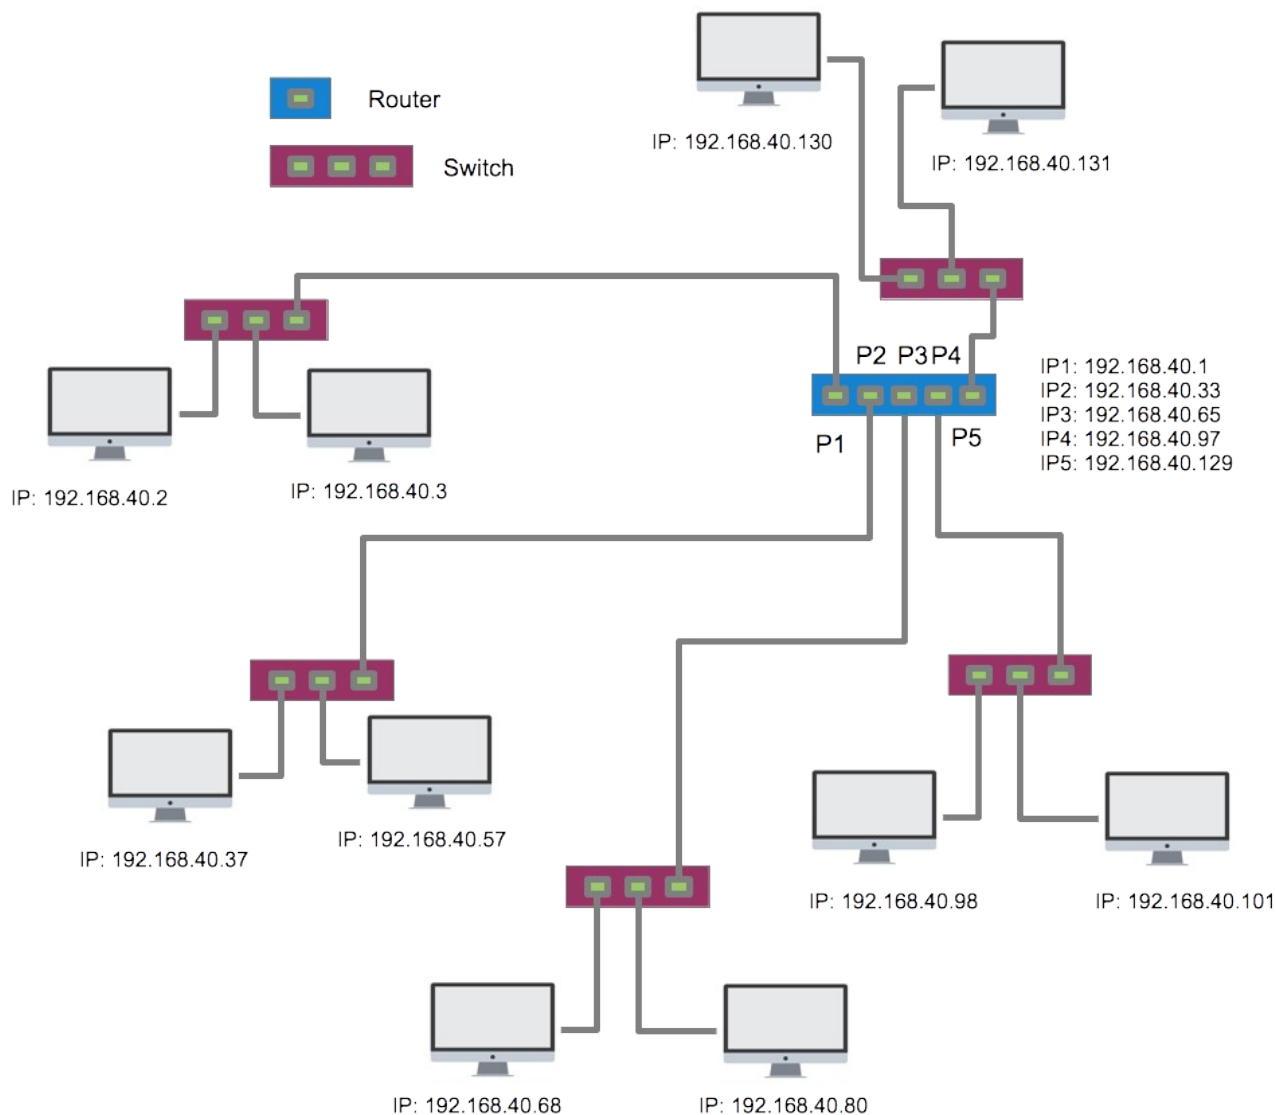 Router
Switch
IP: 192.168.40.130
IP: 192.168.40.131
P2 P3 P4
P1
P5
IP1: 192.168.40.1
IP2: 192.168.40.33
IP3: 192.168.40.65
IP4: 192.168.40.97
IP5: 192.168.40.129
IP: 192.168.40.2
IP: 192.168.40.3
IP: 192.168.40.37
IP: 192.168.40.57
IP: 192.168.40.98
IP: 192.168.40.101
IP: 192.168.40.68
IP: 192.168.40.80